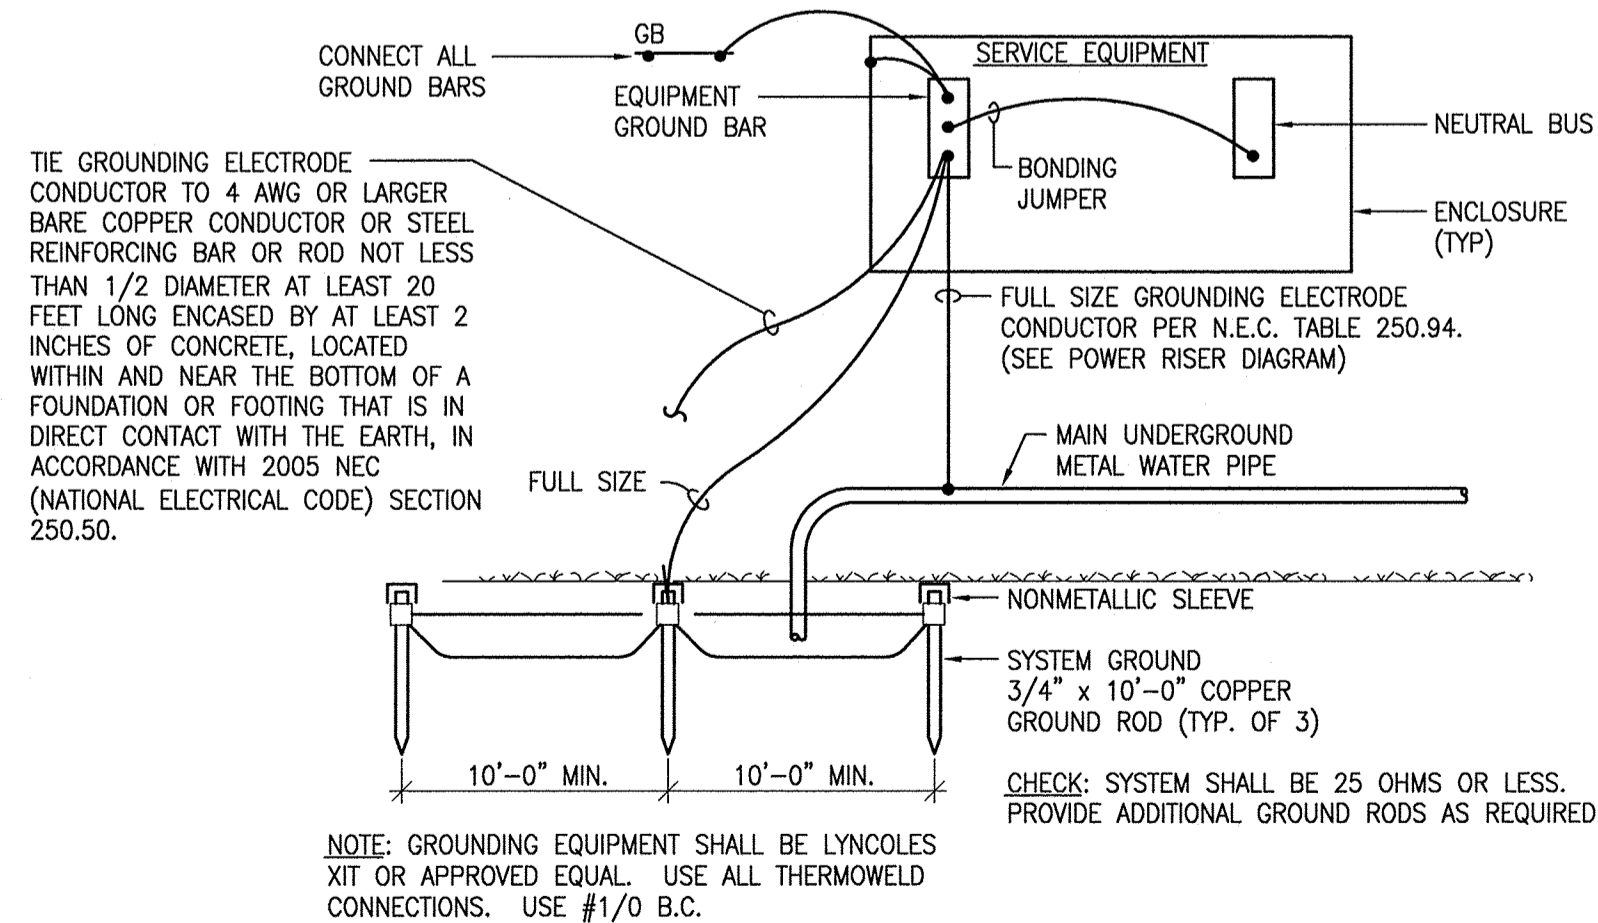 GB
CONNECT ALL
GROUND BARS
SERVICE EQUIPMENT
EQUIPMENT
GROUND BAR
NEUTRAL BUS
BONDING
JUMPER
ENCLOSURE
(TYP)
TIE GROUNDING ELECTRODE
CONDUCTOR TO 4 AWG OR LARGER
BARE COPPER CONDUCTOR OR STEEL
REINFORCING BAR OR ROD NOT LESS
THAN 1/2 DIAMETER AT LEAST 20
FEET LONG ENCASED BY AT LEAST 2
INCHES OF CONCRETE, LOCATED
WITHIN AND NEAR THE BOTTOM OF A
FOUNDATION OR FOOTING THAT IS IN
DIRECT CONTACT WITH THE EARTH, IN
ACCORDANCE WITH 2005 NEC
(NATIONAL ELECTRICAL CODE) SECTION
250.50.
FULL SIZE GROUNDING ELECTRODE
CONDUCTOR PER N.E.C. TABLE 250.94.
(SEE POWER RISER DIAGRAM)
MAIN UNDERGROUND
METAL WATER PIPE
FULL SIZE
NONMETALLIC SLEEVE
SYSTEM GROUND
3/4" x 10'-0" COPPER
GROUND ROD (TYP. OF 3)
10'-0" MIN.
10'-0" MIN.
CHECK: SYSTEM SHALL BE 25 OHMS OR LESS.
PROVIDE ADDITIONAL GROUND RODS AS REQUIRED
NOTE: GROUNDING EQUIPMENT SHALL BE LYNCOLES
XIT OR APPROVED EQUAL. USE ALL THERMOWELD
CONNECTIONS. USE #1/0 B.C.